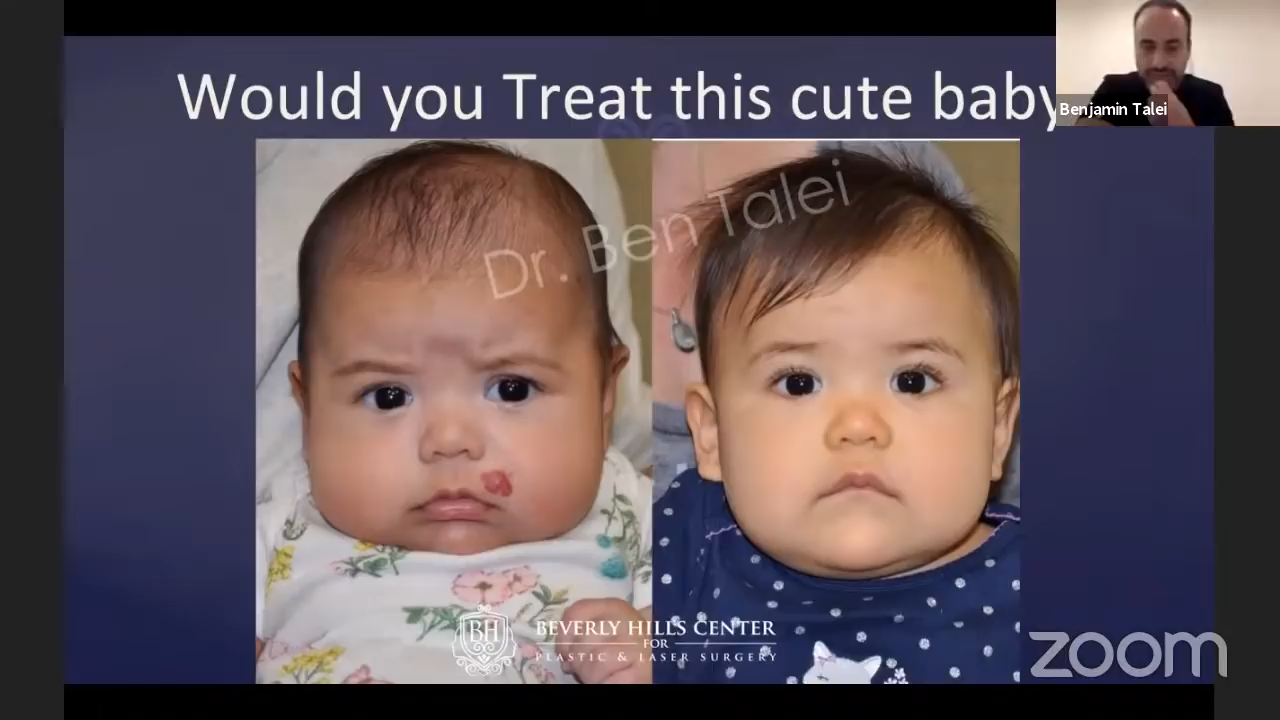 Would you Treat this cute baby
Benjamin Talei
Dr. Ben Talei
BH
BEVERLY HILLS CENTER
FOR
PLASTIC & LASER SURGERY
zoom